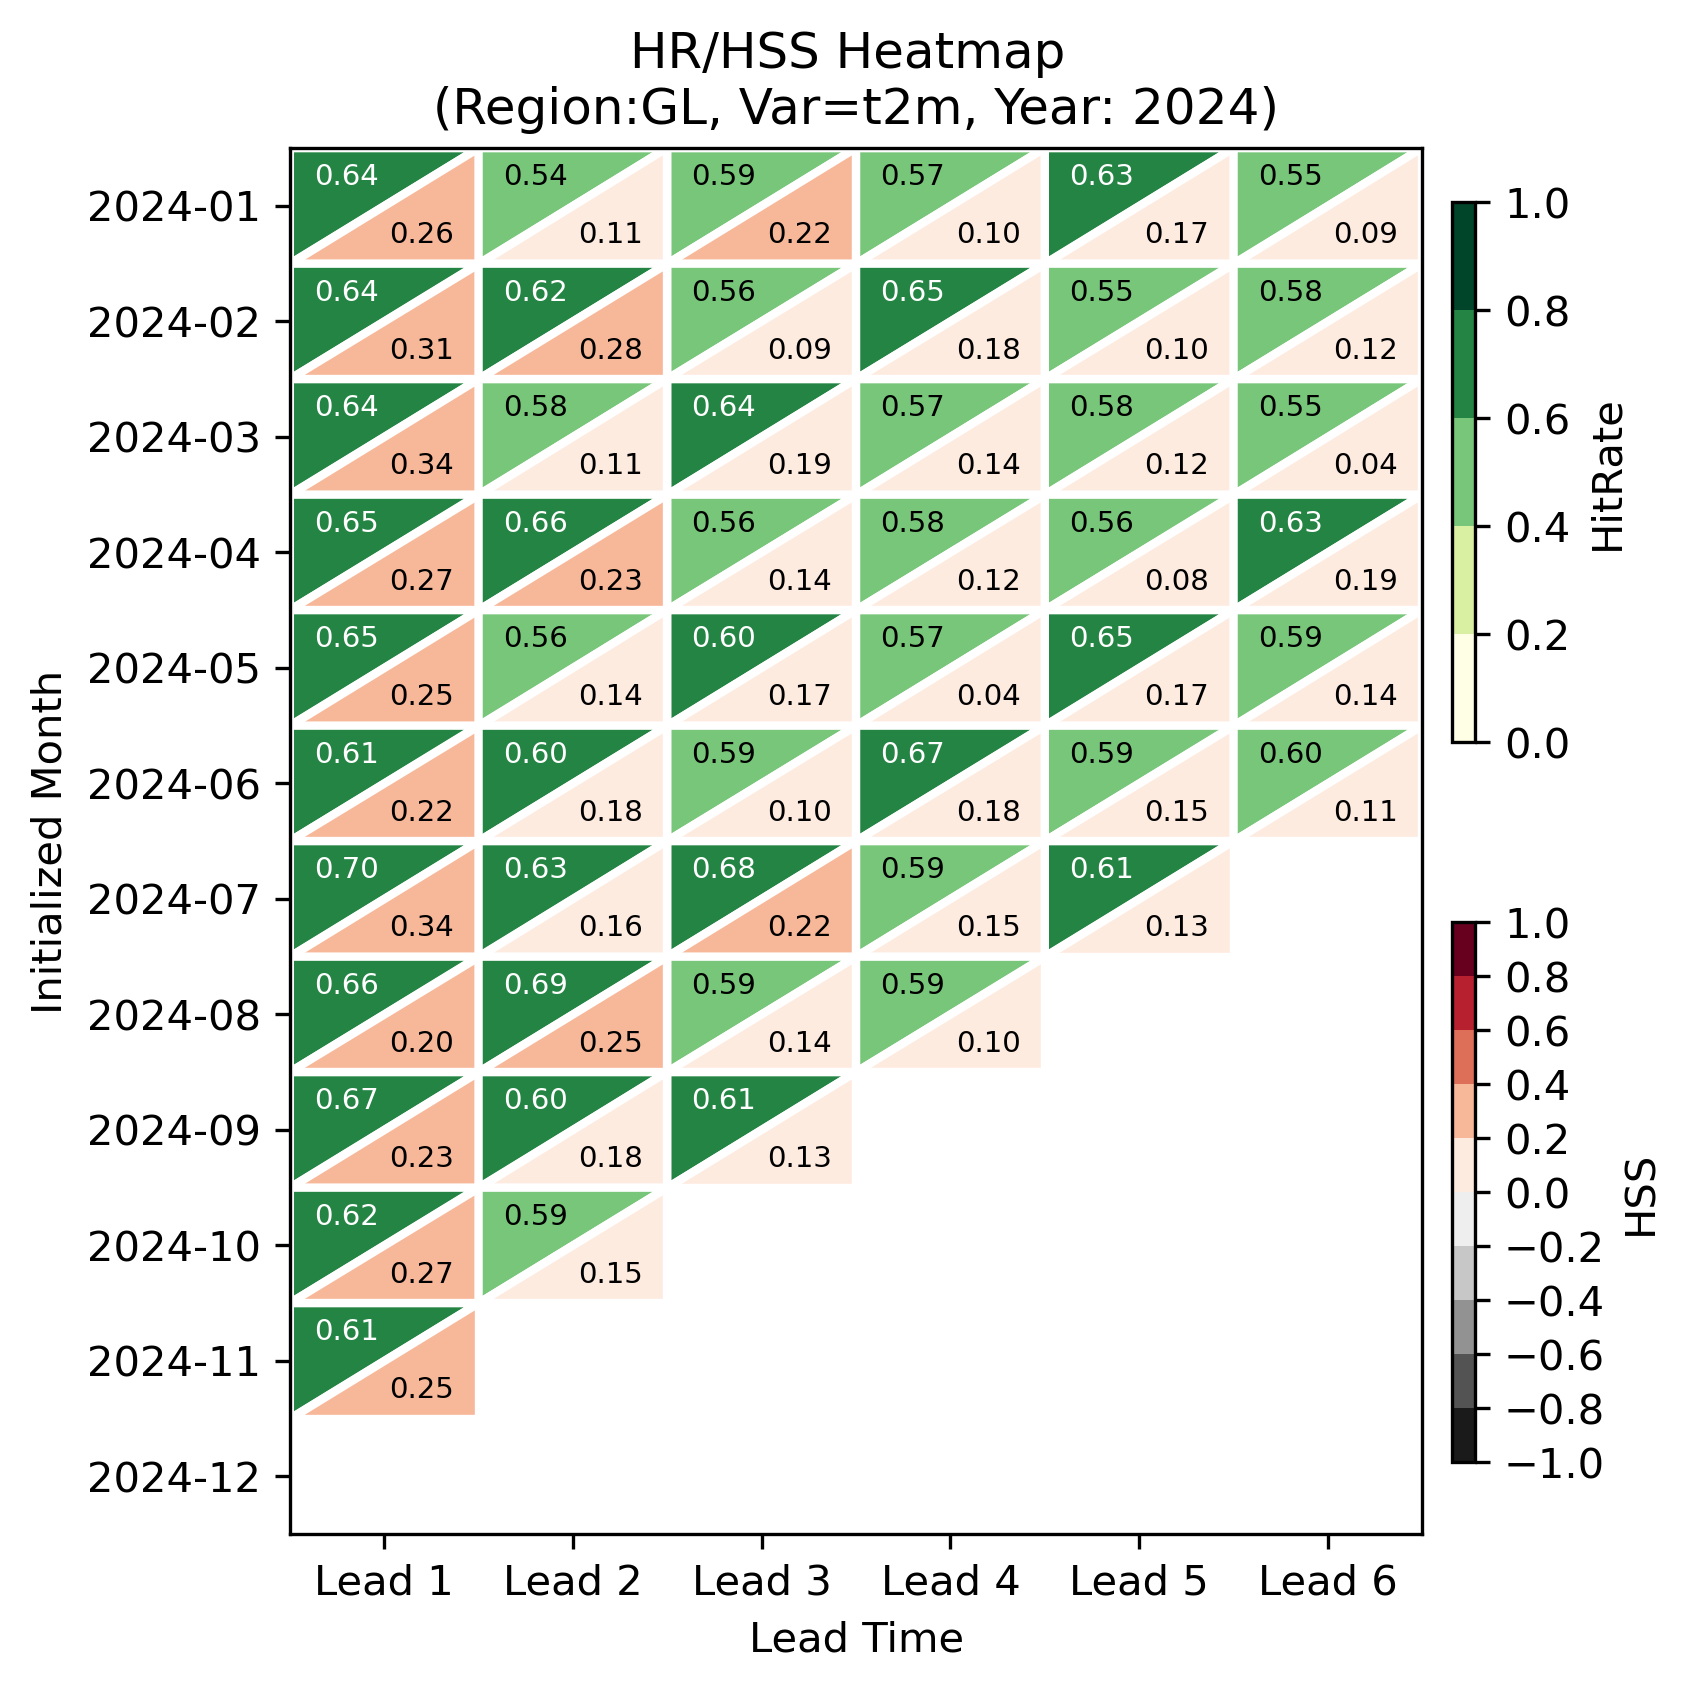 HR/HSS Heatmap
(Region:GL, Var=t2m, Year: 2024)
Initialized Month
2024-01
0.64 0.54 0.59 0.57 0.63 0.55
0.26 0.11 0.22 0.10 0.17 0.09
2024-02
0.64 0.62 0.56 0.65 0.55 0.58
0.31 0.28 0.09 0.18 0.10 0.12
2024-03
0.64 0.58 0.64 0.57 0.58 0.55
0.34 0.11 0.19 0.14 0.12 0.04
2024-04
0.65 0.66 0.56 0.58 0.56 0.63
0.27 0.23 0.14 0.12 0.08 0.19
2024-05
0.65 0.56 0.60 0.57 0.65 0.59
0.25 0.14 0.17 0.04 0.17 0.14
2024-06
0.61 0.60 0.59 0.67 0.59 0.60
0.22 0.18 0.10 0.18 0.15 0.11
2024-07
0.70 0.63 0.68 0.59 0.61
0.34 0.16 0.22 0.15 0.13
2024-08
0.66 0.69 0.59 0.59
0.20 0.25 0.14 0.10
2024-09
0.67 0.60 0.61
0.23 0.18 0.13
2024-10
0.62 0.59
0.27 0.15
2024-11
0.61
0.25
2024-12
Lead 1 Lead 2 Lead 3 Lead 4 Lead 5 Lead 6
Lead Time
1.0
0.8
0.6
0.4
0.2
0.0
HitRate
1.0
0.8
0.6
0.4
0.2
0.0
−0.2
−0.4
−0.6
−0.8
−1.0
HSS